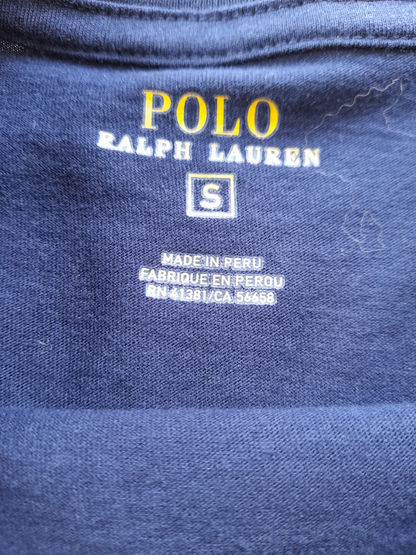 POLO
RALPH LAUREN
S
MADE IN PERU
FABRIQUE EN PEROU
RN 41381/CA 56658